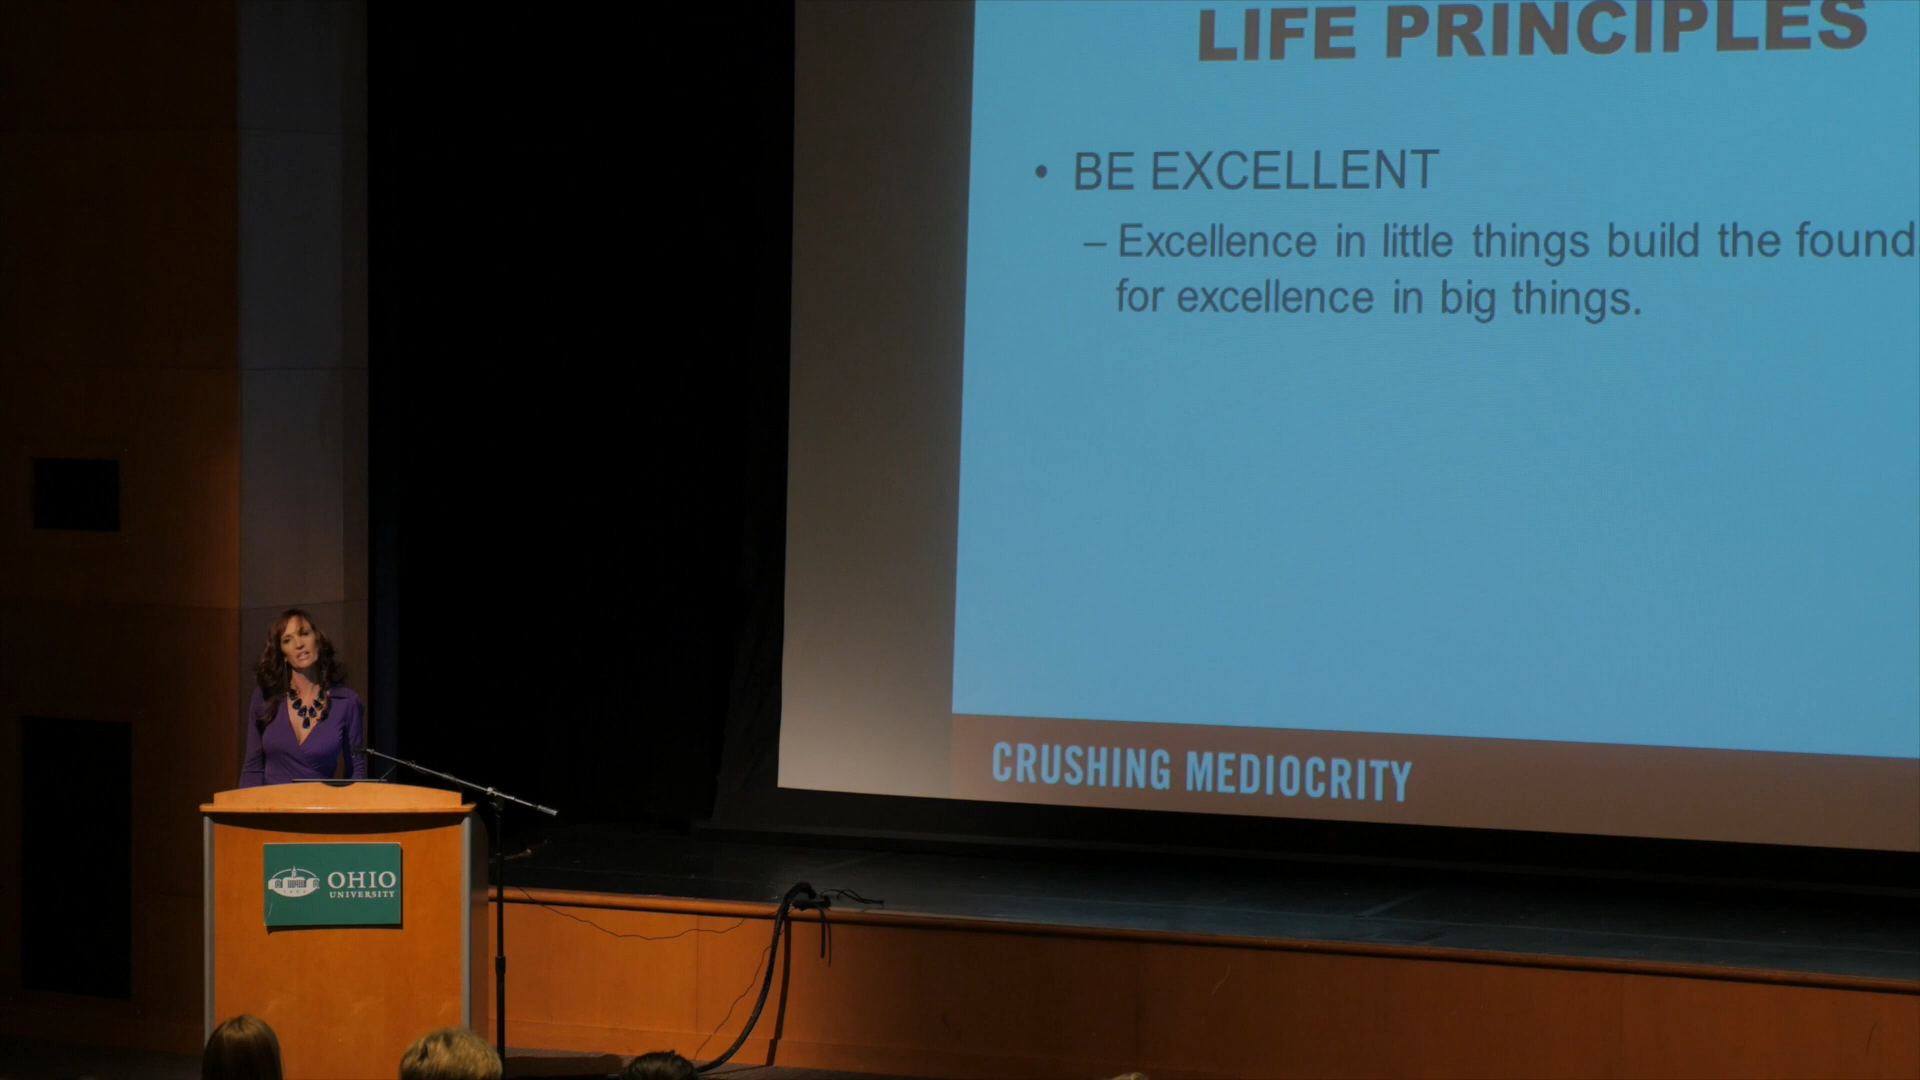 LIFE PRINCIPLES
• BE EXCELLENT
– Excellence in little things build the found
for excellence in big things.
CRUSHING MEDIOCRITY
OHIO
UNIVERSITY